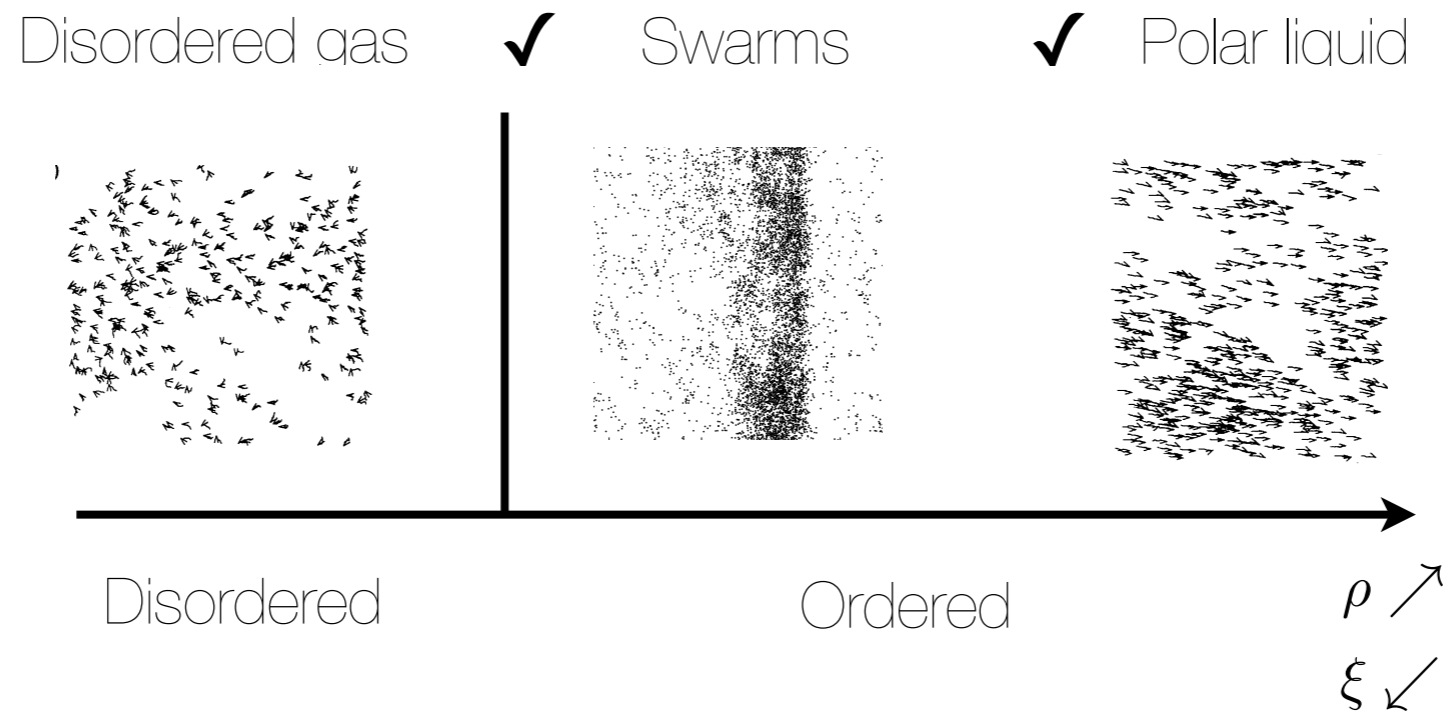 Disordered gas ✓ Swarms ✓ Polar liquid
)
Disordered Ordered
ρ ↗
ξ ↙